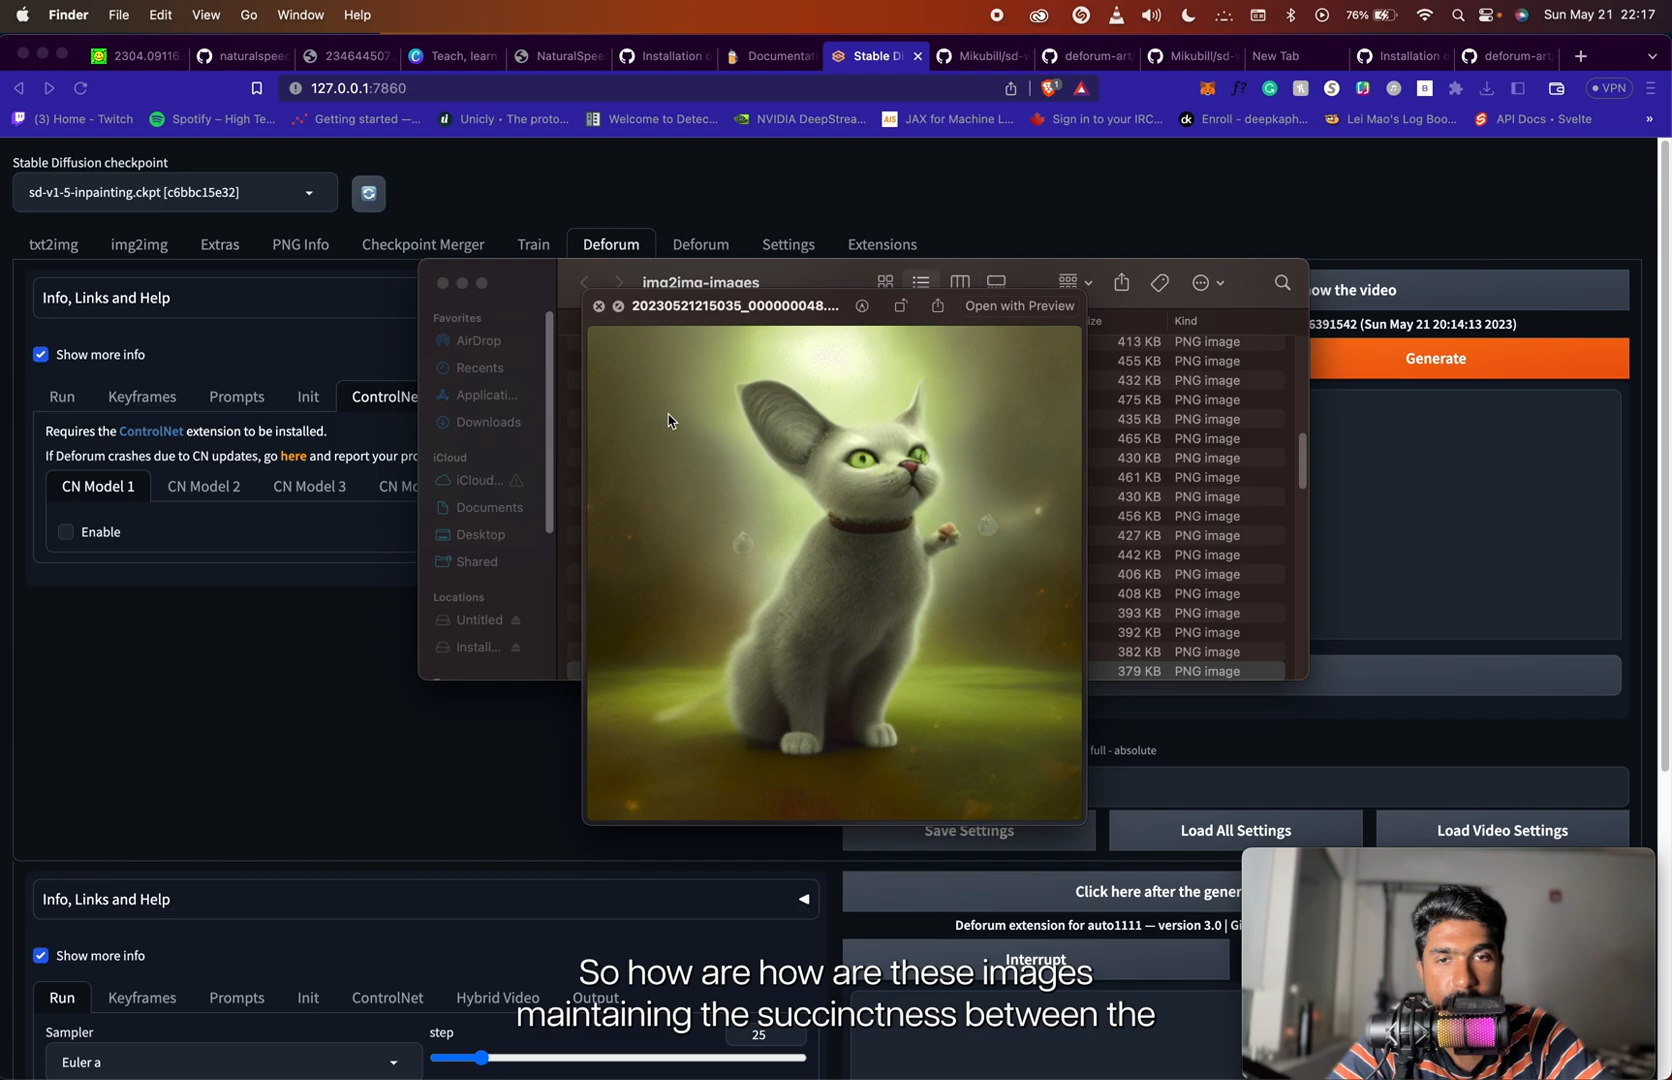 Finder File Edit View Go Window Help 76% Sun May 21 22:17
2304.09116. naturalspee 234644507. Teach, learn NaturalSpee Installation o Documentat Stable Di Mikubill/sd-v deforum-art. Mikubill/sd-v New Tab Installation o deforum-art.
127.0.0.1:7860 1 VPN
(3) Home - Twitch Spotify – High Te... Getting started —... Unicly • The proto... Welcome to Detec... NVIDIA DeepStrea... JAX for Machine L... Sign in to your IRC... Enroll - deepkaph... Lei Mao's Log Boo... API Docs • Svelte »
Stable Diffusion checkpoint
sd-v1-5-inpainting.ckpt [c6bbc15e32]
txt2img img2img Extras PNG Info Checkpoint Merger Train Deforum Deforum Settings Extensions
Info, Links and Help
Show more info
Run Keyframes Prompts Init ControlNe
Requires the ControlNet extension to be installed.
If Deforum crashes due to CN updates, go here and report your pro
CN Model 1 CN Model 2 CN Model 3 CN Mo
Enable
img2img-images
20230521215035_000000048.... Open with Preview
Favorites
AirDrop
Recents
Applicati...
Downloads
iCloud
iCloud...
Documents
Desktop
Shared
Locations
Untitled
Install...
ize Kind
413 KB PNG image
455 KB PNG image
432 KB PNG image
475 KB PNG image
435 KB PNG image
465 KB PNG image
430 KB PNG image
461 KB PNG image
430 KB PNG image
456 KB PNG image
427 KB PNG image
442 KB PNG image
406 KB PNG image
408 KB PNG image
393 KB PNG image
392 KB PNG image
382 KB PNG image
379 KB PNG image
ow the video
6391542 (Sun May 21 20:14:13 2023)
Generate
full - absolute
Save Settings Load All Settings Load Video Settings
Info, Links and Help
Click here after the gener
Deforum extension for auto1111 — version 3.0 | Gi
Show more info
Interrupt
Run Keyframes Prompts Init ControlNet Hybrid Video Output
Sampler step 25
Euler a
So how are how are these images
maintaining the succinctness between the